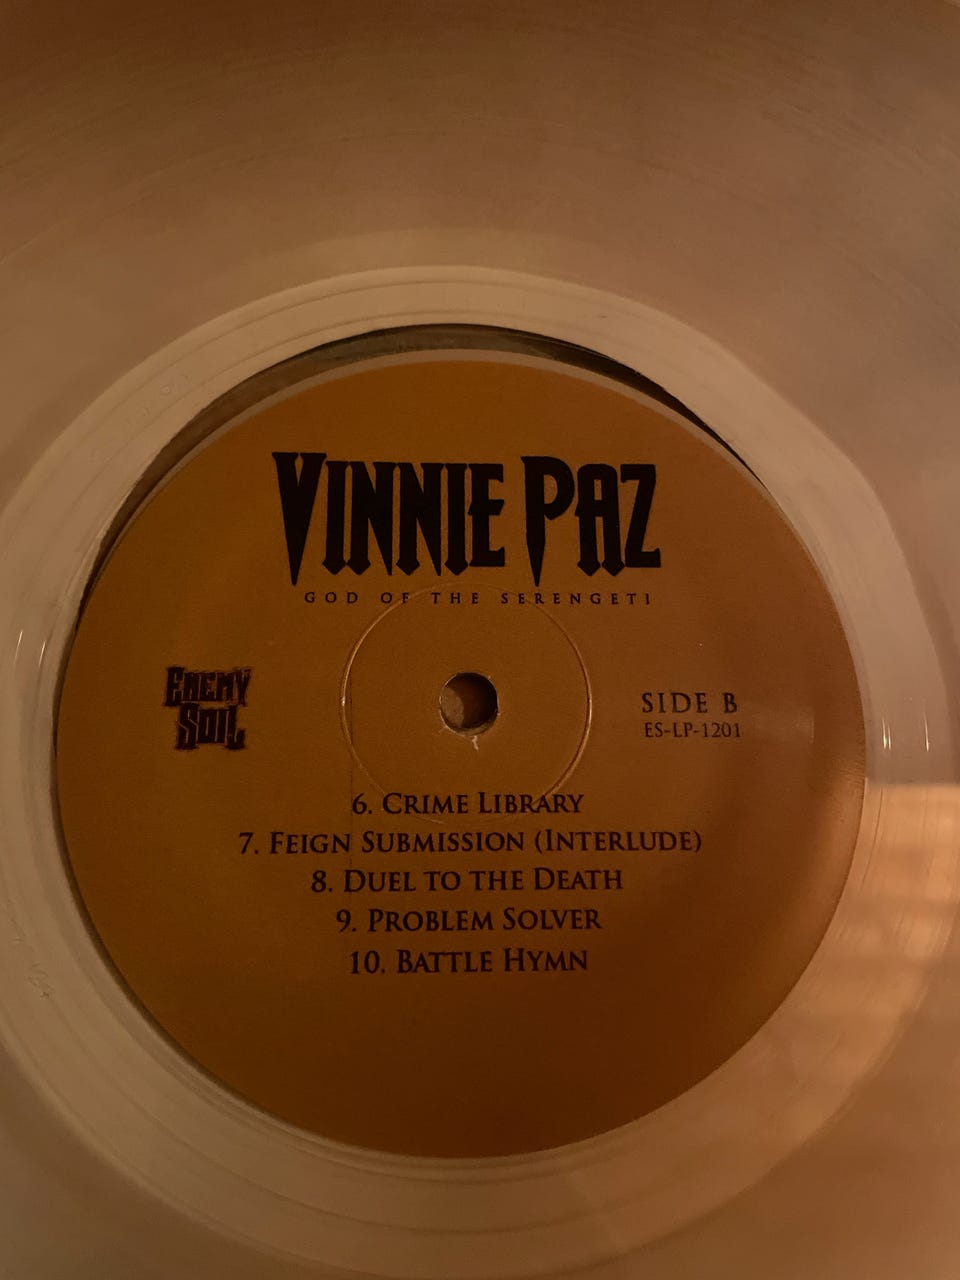 VINNIE PAZ
GOD OF THE SERENGETI
ENEMY
SOIL
SIDE B
ES-LP-1201
6. CRIME LIBRARY
7. FEIGN SUBMISSION (INTERLUDE)
8. DUEL TO THE DEATH
9. PROBLEM SOLVER
10. BATTLE HYMN